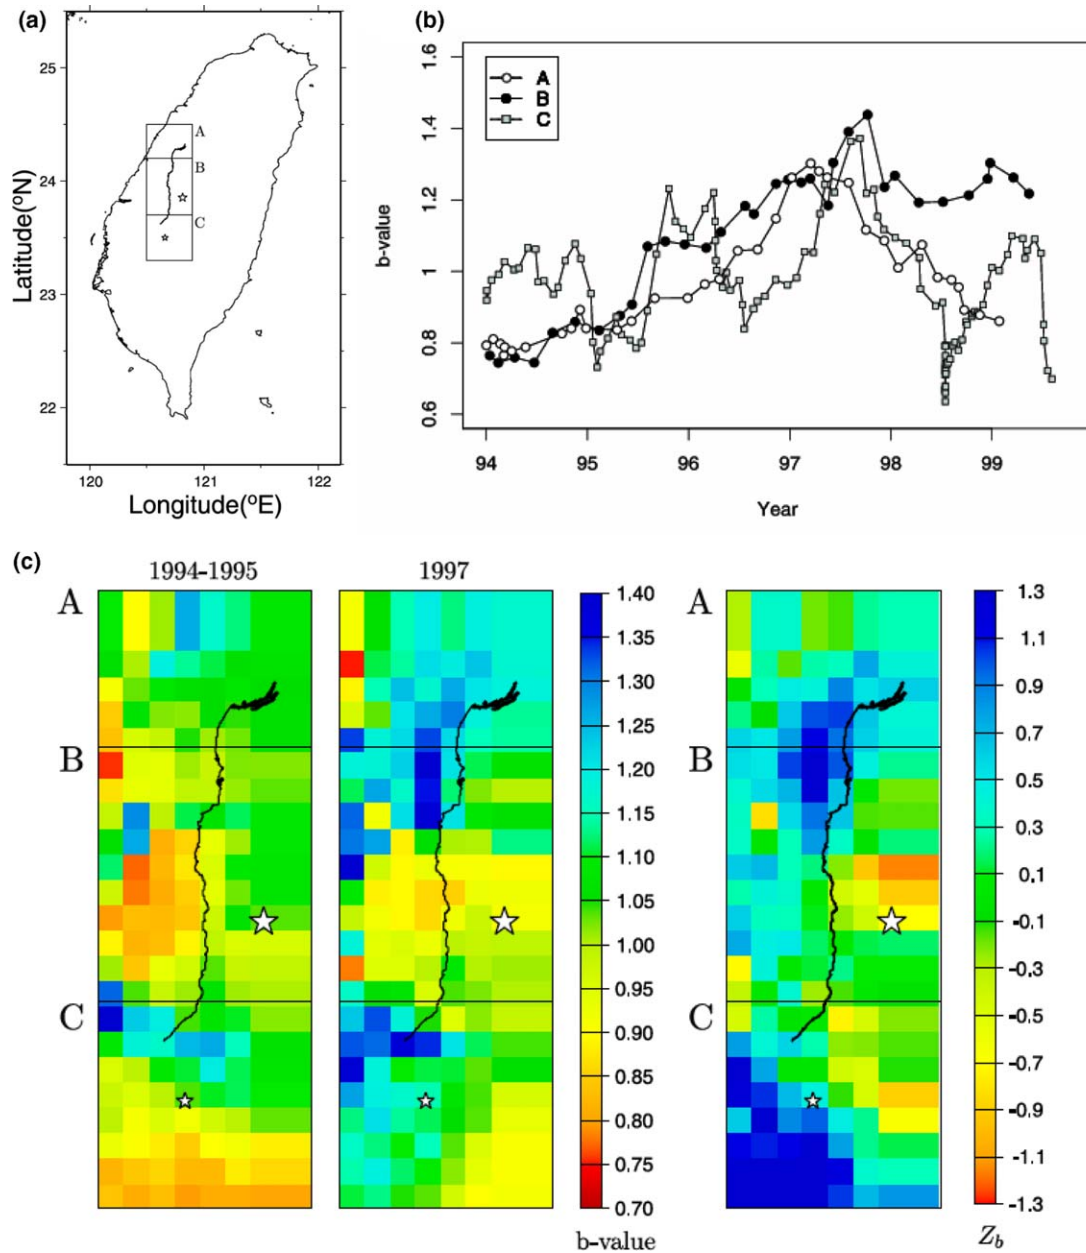 (a)
25
24
23
22
Latitude(ºN)
A
B
C
120
121
122
Longitude(ºE)
(b)
1.6
1.4
1.2
1
0.8
0.6
b-value
A
B
C
94
95
96
97
98
99
Year
(c)
1994-1995
1997
A
B
C
1.40
1.35
1.30
1.25
1.20
1.15
1.10
1.05
1.00
0.95
0.90
0.85
0.80
0.75
0.70
b-value
A
B
C
1.3
1.1
0.9
0.7
0.5
0.3
0.1
-0.1
-0.3
-0.5
-0.7
-0.9
-1.1
-1.3
Zb